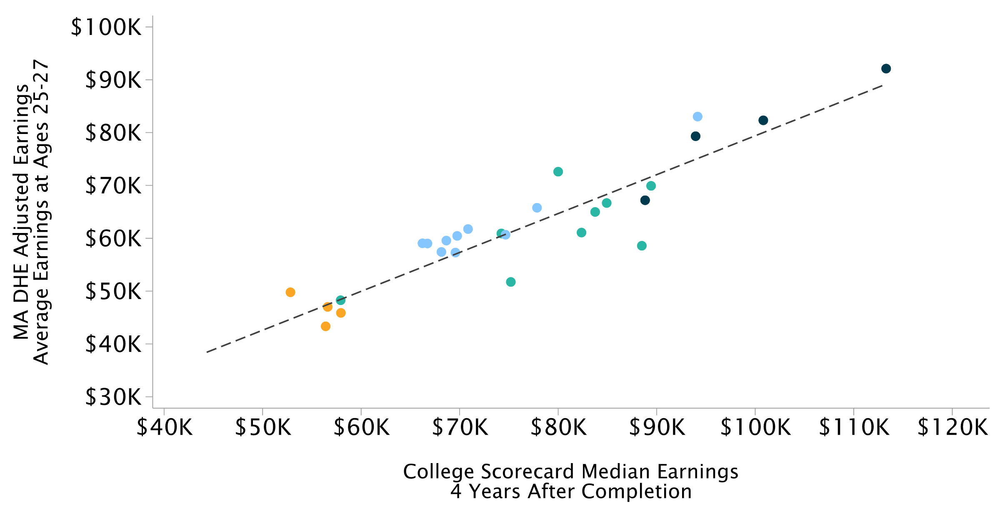 MA DHE Adjusted Earnings
Average Earnings at Ages 25-27
$100K
$90K
$80K
$70K
$60K
$50K
$40K
$30K
$40K $50K $60K $70K $80K $90K $100K $110K $120K
College Scorecard Median Earnings
4 Years After Completion